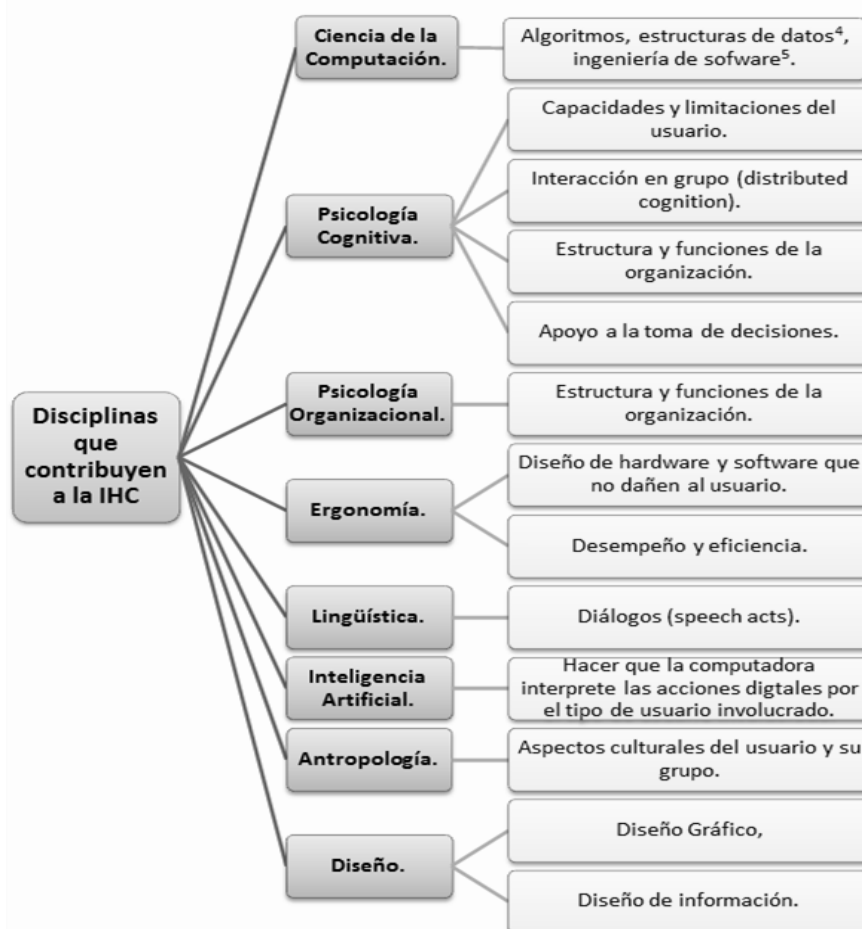 Disciplinas
que
contribuyen
a la IHC
Ciencia de la
Computación.
Algoritmos, estructuras de datos⁴,
ingeniería de sofware⁵.
Psicología
Cognitiva.
Capacidades y limitaciones del
usuario.
Interacción en grupo (distributed
cognition).
Estructura y funciones de la
organización.
Apoyo a la toma de decisiones.
Psicología
Organizacional.
Estructura y funciones de la
organización.
Ergonomía.
Diseño de hardware y software que
no dañen al usuario.
Desempeño y eficiencia.
Lingüística.
Diálogos (speech acts).
Inteligencia
Artificial.
Hacer que la computadora
interprete las acciones digtales por
el tipo de usuario involucrado.
Antropología.
Aspectos culturales del usuario y su
grupo.
Diseño.
Diseño Gráfico,
Diseño de información.